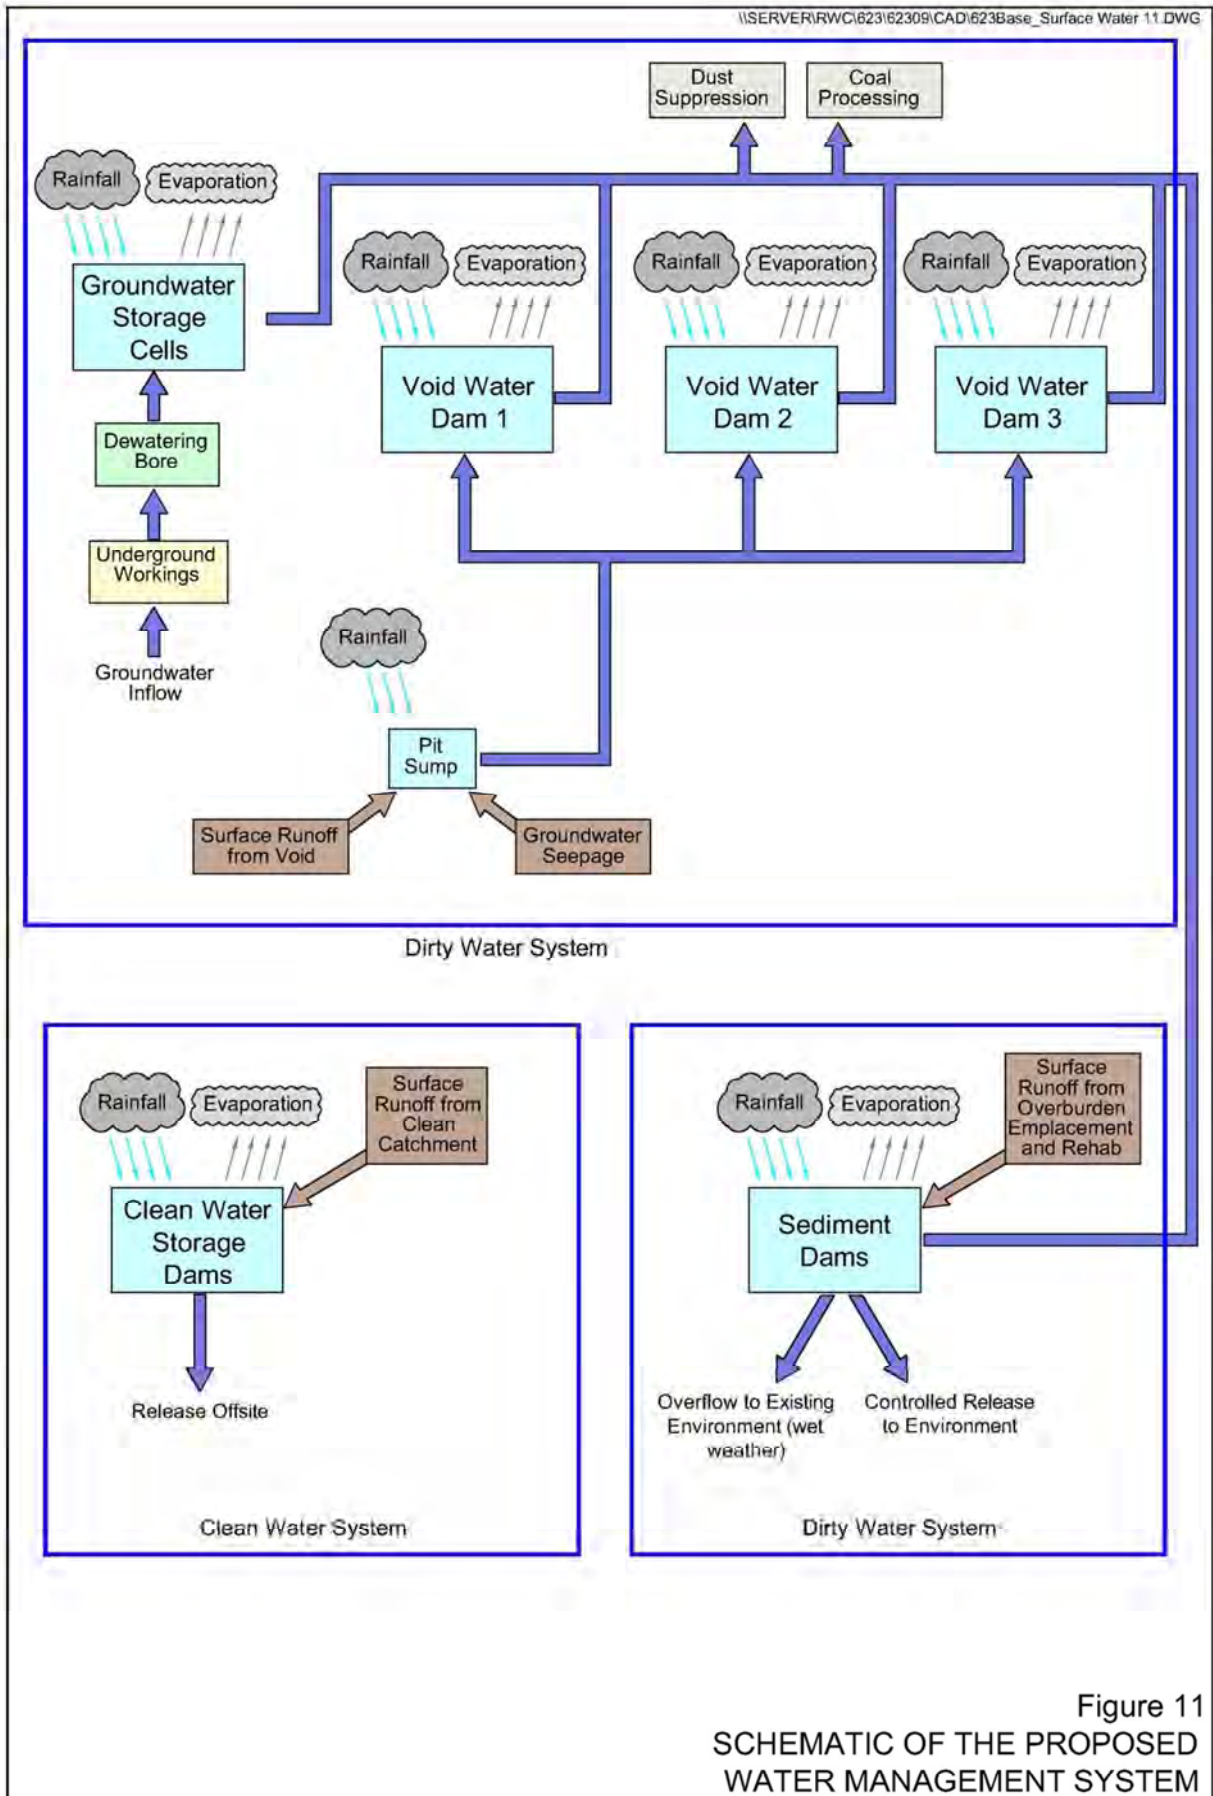 \\SERVER\RWC\623\62309\CAD\623Base_Surface Water 11.DWG
Dust
Suppression
Coal
Processing
Rainfall
Evaporation
Groundwater
Storage
Cells
Rainfall
Evaporation
Void Water
Dam 1
Rainfall
Evaporation
Void Water
Dam 2
Rainfall
Evaporation
Void Water
Dam 3
Dewatering
Bore
Underground
Workings
Groundwater
Inflow
Rainfall
Pit
Sump
Surface Runoff
from Void
Groundwater
Seepage
Dirty Water System
Rainfall
Evaporation
Surface
Runoff from
Clean
Catchment
Clean Water
Storage
Dams
Release Offsite
Clean Water System
Rainfall
Evaporation
Surface
Runoff from
Overburden
Emplacement
and Rehab
Sediment
Dams
Overflow to Existing
Environment (wet
weather)
Controlled Release
to Environment
Dirty Water System
Figure 11
SCHEMATIC OF THE PROPOSED
WATER MANAGEMENT SYSTEM